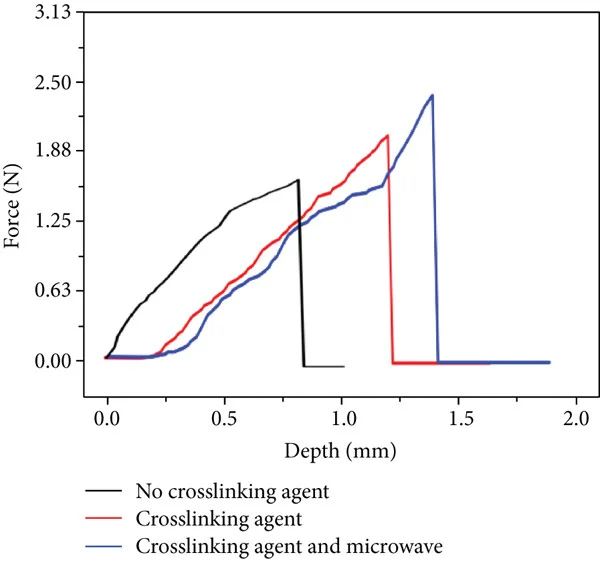 3.13
2.50
1.88
1.25
0.63
0.00
Force (N)
0.0 0.5 1.0 1.5 2.0
Depth (mm)
No crosslinking agent
Crosslinking agent
Crosslinking agent and microwave